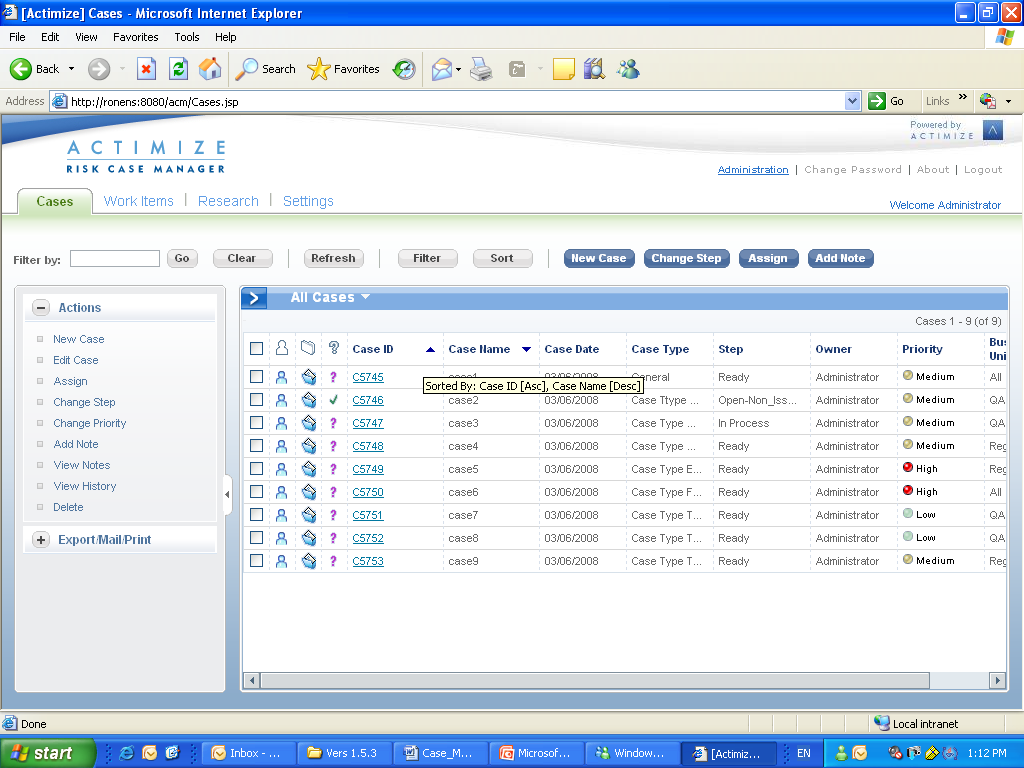 [Actimize] Cases - Microsoft Internet Explorer
File Edit View Favorites Tools Help
Back Search Favorites
Address http://ronens:8080/acm/Cases.jsp Go Links »
Powered by
ACTIMIZE
ACTIMIZE
RISK CASE MANAGER
Administration | Change Password | About | Logout
Cases Work Items | Research | Settings
Welcome Administrator
Filter by: Go Clear Refresh Filter Sort New Case Change Step Assign Add Note
Actions
New Case
Edit Case
Assign
Change Step
Change Priority
Add Note
View Notes
View History
Delete
Export/Mail/Print
All Cases
Cases 1 - 9 (of 9)
Case ID Case Name Case Date Case Type Step Owner Priority Bus Uni
C5745 case1 03/06/2008 General Ready Administrator Medium All
Sorted By: Case ID [Asc], Case Name [Desc]
C5746 case2 03/06/2008 Case Ttype ... Open-Non_Iss... Administrator Medium QA
C5747 case3 03/06/2008 Case Type ... In Process Administrator Medium QA
C5748 case4 03/06/2008 Case Type ... Ready Administrator Medium Reg
C5749 case5 03/06/2008 Case Type E... Ready Administrator High Reg
C5750 case6 03/06/2008 Case Type F... Ready Administrator High All
C5751 case7 03/06/2008 Case Type T... Ready Administrator Low QA
C5752 case8 03/06/2008 Case Type T... Ready Administrator Low QA
C5753 case9 03/06/2008 Case Type T... Ready Administrator Medium Reg
Done Local intranet
start Inbox - ... Vers 1.5.3 Case_M... Microsof... Window... [Actimiz... EN 1:12 PM